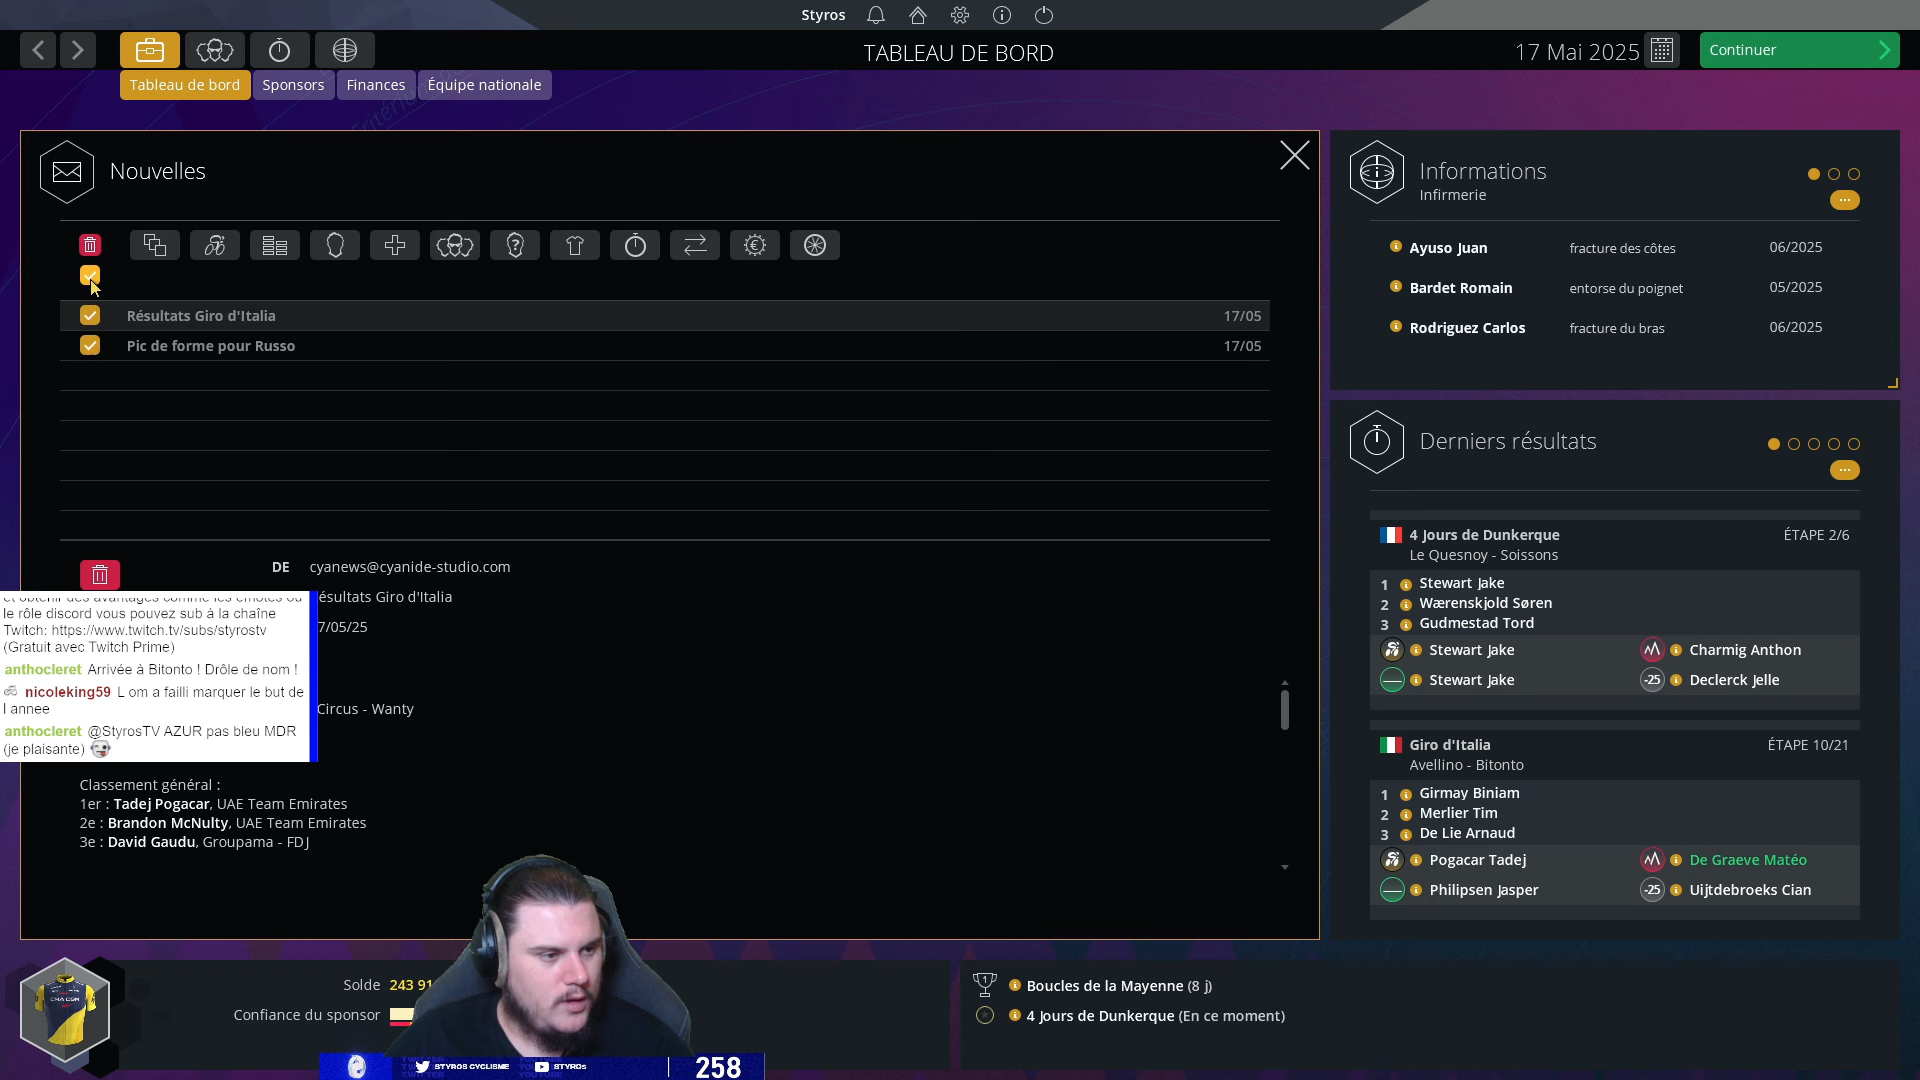 Styros
TABLEAU DE BORD
17 Mai 2025
Continuer
Tableau de bord
Sponsors
Finances
Équipe nationale
Nouvelles
Résultats Giro d'Italia 17/05
Pic de forme pour Russo 17/05
DE cyanews@cyanide-studio.com
ésultats Giro d'Italia
7/05/25
Circus - Wanty
Classement général :
1er : Tadej Pogacar, UAE Team Emirates
2e : Brandon McNulty, UAE Team Emirates
3e : David Gaudu, Groupama - FDJ
et obtenir des avantages comme les emotes ou
le rôle discord vous pouvez sub à la chaîne
Twitch: https://www.twitch.tv/subs/styrostv
(Gratuit avec Twitch Prime)
anthocleret Arrivée à Bitonto ! Drôle de nom !
nicoleking59 L om a failli marquer le but de
l annee
anthocleret @StyrosTV AZUR pas bleu MDR
(je plaisante)
Informations
Infirmerie
...
Ayuso Juan fracture des côtes 06/2025
Bardet Romain entorse du poignet 05/2025
Rodriguez Carlos fracture du bras 06/2025
Derniers résultats
...
4 Jours de Dunkerque ÉTAPE 2/6
Le Quesnoy - Soissons
1 Stewart Jake
2 Wærenskjold Søren
3 Gudmestad Tord
Stewart Jake Charmig Anthon
Stewart Jake -25 Declerck Jelle
Giro d'Italia ÉTAPE 10/21
Avellino - Bitonto
1 Girmay Biniam
2 Merlier Tim
3 De Lie Arnaud
Pogacar Tadej De Graeve Matéo
Philipsen Jasper -25 Uijtdebroeks Cian
CMA CGM
Solde 243 91
Confiance du sponsor
Boucles de la Mayenne (8 j)
4 Jours de Dunkerque (En ce moment)
STYROS CYCLISME
STYROS
258